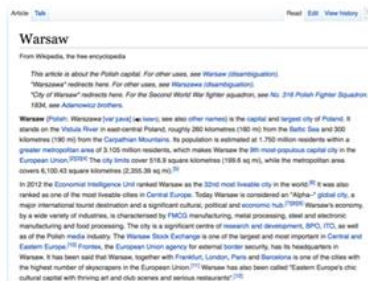 Article Talk Read Edit View history
Warsaw
From Wikipedia, the free encyclopedia
This article is about the Polish capital. For other uses, see Warsaw (disambiguation).
"Warszawa" redirects here. For other uses, see Warszawa (disambiguation).
"City of Warsaw" redirects here. For the Second World War fighter squadron, see No. 316 Polish Fighter Squadron.
1834, see Adamowicz brothers.
Warsaw (Polish: Warszawa [varˈʂava] listen); see also other names) is the capital and largest city of Poland. It
stands on the Vistula River in east-central Poland, roughly 260 kilometres (160 mi) from the Baltic Sea and 300
kilometres (190 mi) from the Carpathian Mountains. Its population is estimated at 1.750 million residents within a
greater metropolitan area of 3.105 million residents, which makes Warsaw the 9th most-populous capital city in the
European Union. The city limits cover 516.9 square kilometres (199.6 sq mi), while the metropolitan area
covers 6,100.43 square kilometres (2,355.39 sq mi).
In 2012 the Economist Intelligence Unit ranked Warsaw as the 32nd most liveable city in the world. It was also
ranked as one of the most liveable cities in Central Europe. Today Warsaw is considered an "Alpha–" global city, a
major international tourist destination and a significant cultural, political and economic hub. Warsaw's economy,
by a wide variety of industries, is characterised by FMCG manufacturing, metal processing, steel and electronic
manufacturing and food processing. The city is a significant centre of research and development, BPO, ITO, as well
as of the Polish media industry. The Warsaw Stock Exchange is one of the largest and most important in Central and
Eastern Europe. Frontex, the European Union agency for external border security, has its headquarters in
Warsaw. It has been said that Warsaw, together with Frankfurt, London, Paris and Barcelona is one of the cities with
the highest number of skyscrapers in the European Union. Warsaw has also been called "Eastern Europe's chic
cultural capital with thriving art and club scenes and serious restaurants".